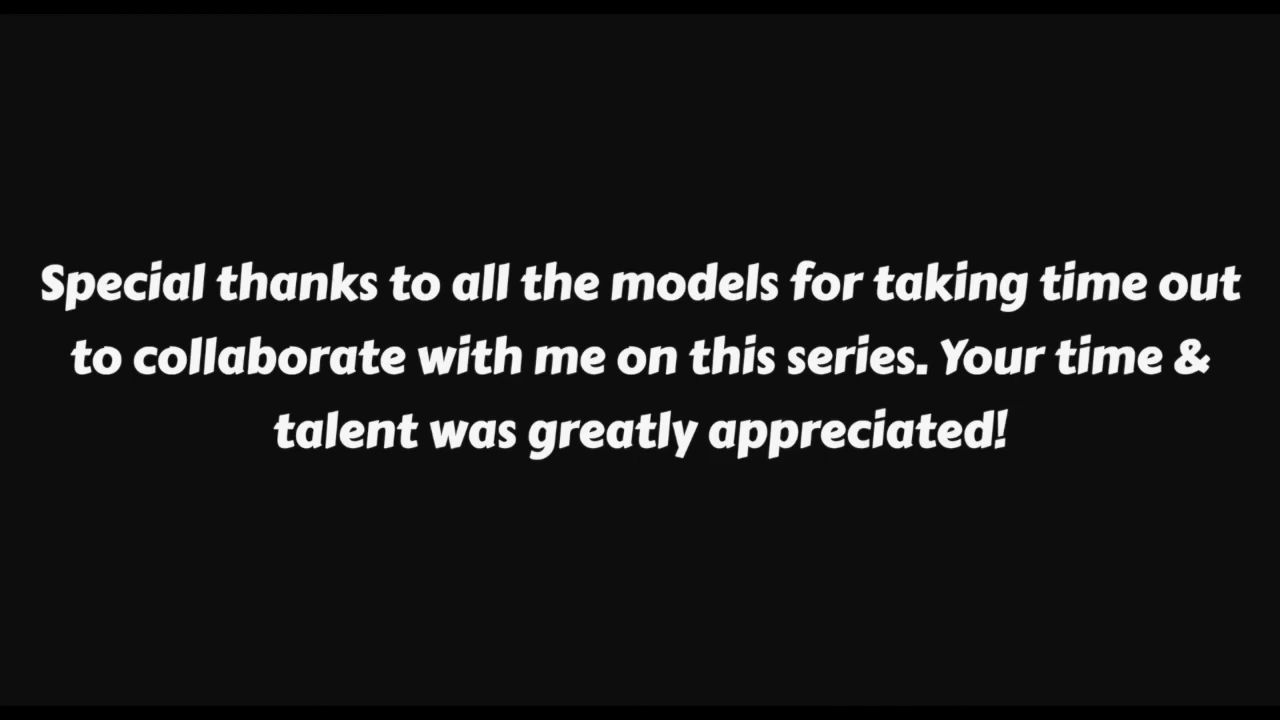 Special thanks to all the models for taking time out
to collaborate with me on this series. Your time &
talent was greatly appreciated!